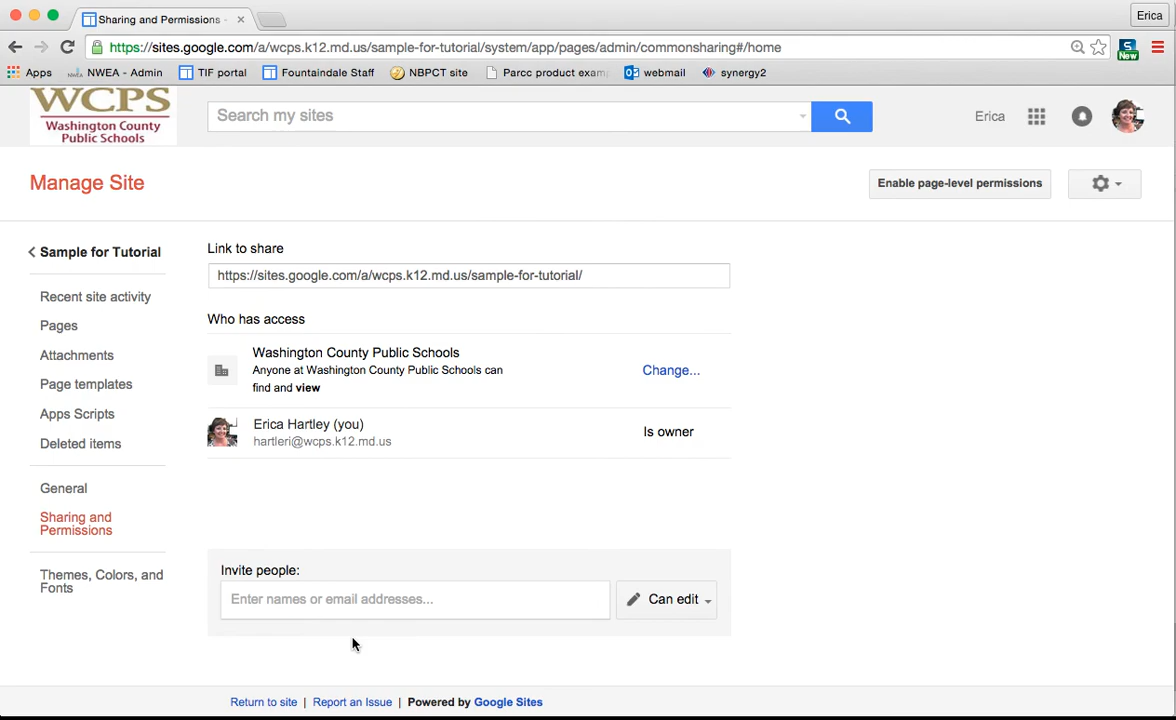 Sharing and Permissions -
Erica
https://sites.google.com/a/wcps.k12.md.us/sample-for-tutorial/system/app/pages/admin/commonsharing#/home
S
New
Apps
NWEA - Admin
TIF portal
Fountaindale Staff
NBPCT site
Parcc product exam
webmail
synergy2
WCPS
Washington County
Public Schools
Search my sites
Erica
Manage Site
Enable page-level permissions
Sample for Tutorial
Recent site activity
Pages
Attachments
Page templates
Apps Scripts
Deleted items
General
Sharing and
Permissions
Themes, Colors, and
Fonts
Link to share
https://sites.google.com/a/wcps.k12.md.us/sample-for-tutorial/
Who has access
Washington County Public Schools
Anyone at Washington County Public Schools can
find and view
Change...
Erica Hartley (you)
hartleri@wcps.k12.md.us
Is owner
Invite people:
Enter names or email addresses...
Can edit
Return to site | Report an Issue | Powered by Google Sites